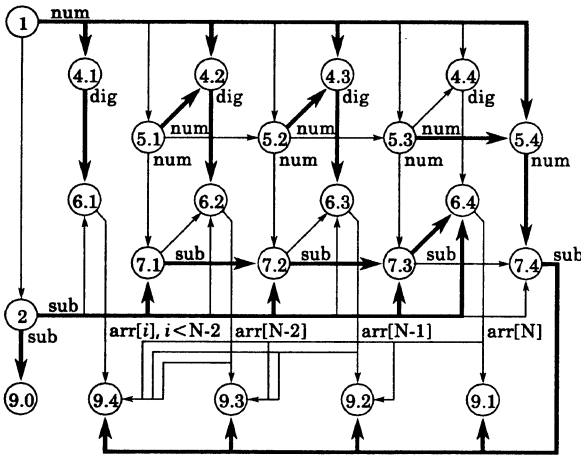 num
1
4.1 4.2 4.3 4.4
dig dig dig dig
num num num
5.1 5.2 5.3 5.4
num num num num
6.1 6.2 6.3 6.4
sub sub sub sub
7.1 7.2 7.3 7.4
sub
2
sub
arr[i], i<N-2 arr[N-2] arr[N-1] arr[N]
9.0 9.4 9.3 9.2 9.1